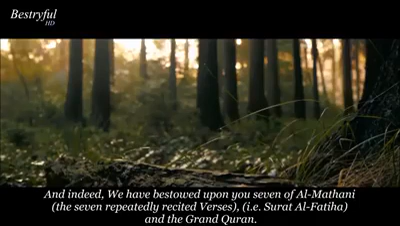 Bestryful
HD
And indeed, We have bestowed upon you seven of Al-Mathani
(the seven repeatedly recited Verses), (i.e. Surat Al-Fatiha)
and the Grand Quran.